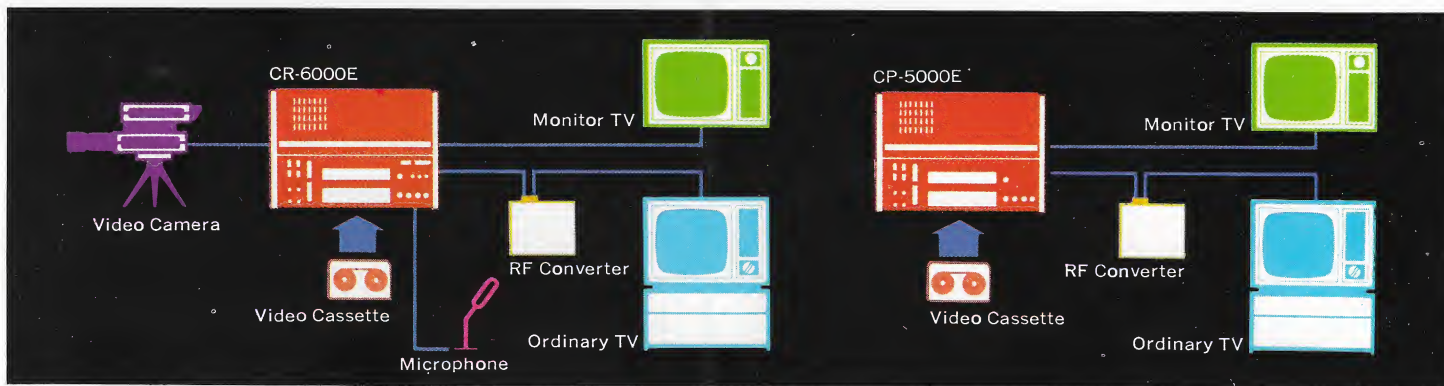 CR-6000E
Monitor TV
Video Camera
RF Converter
Video Cassette
Ordinary TV
Microphone
CP-5000E
Monitor TV
RF Converter
Video Cassette
Ordinary TV